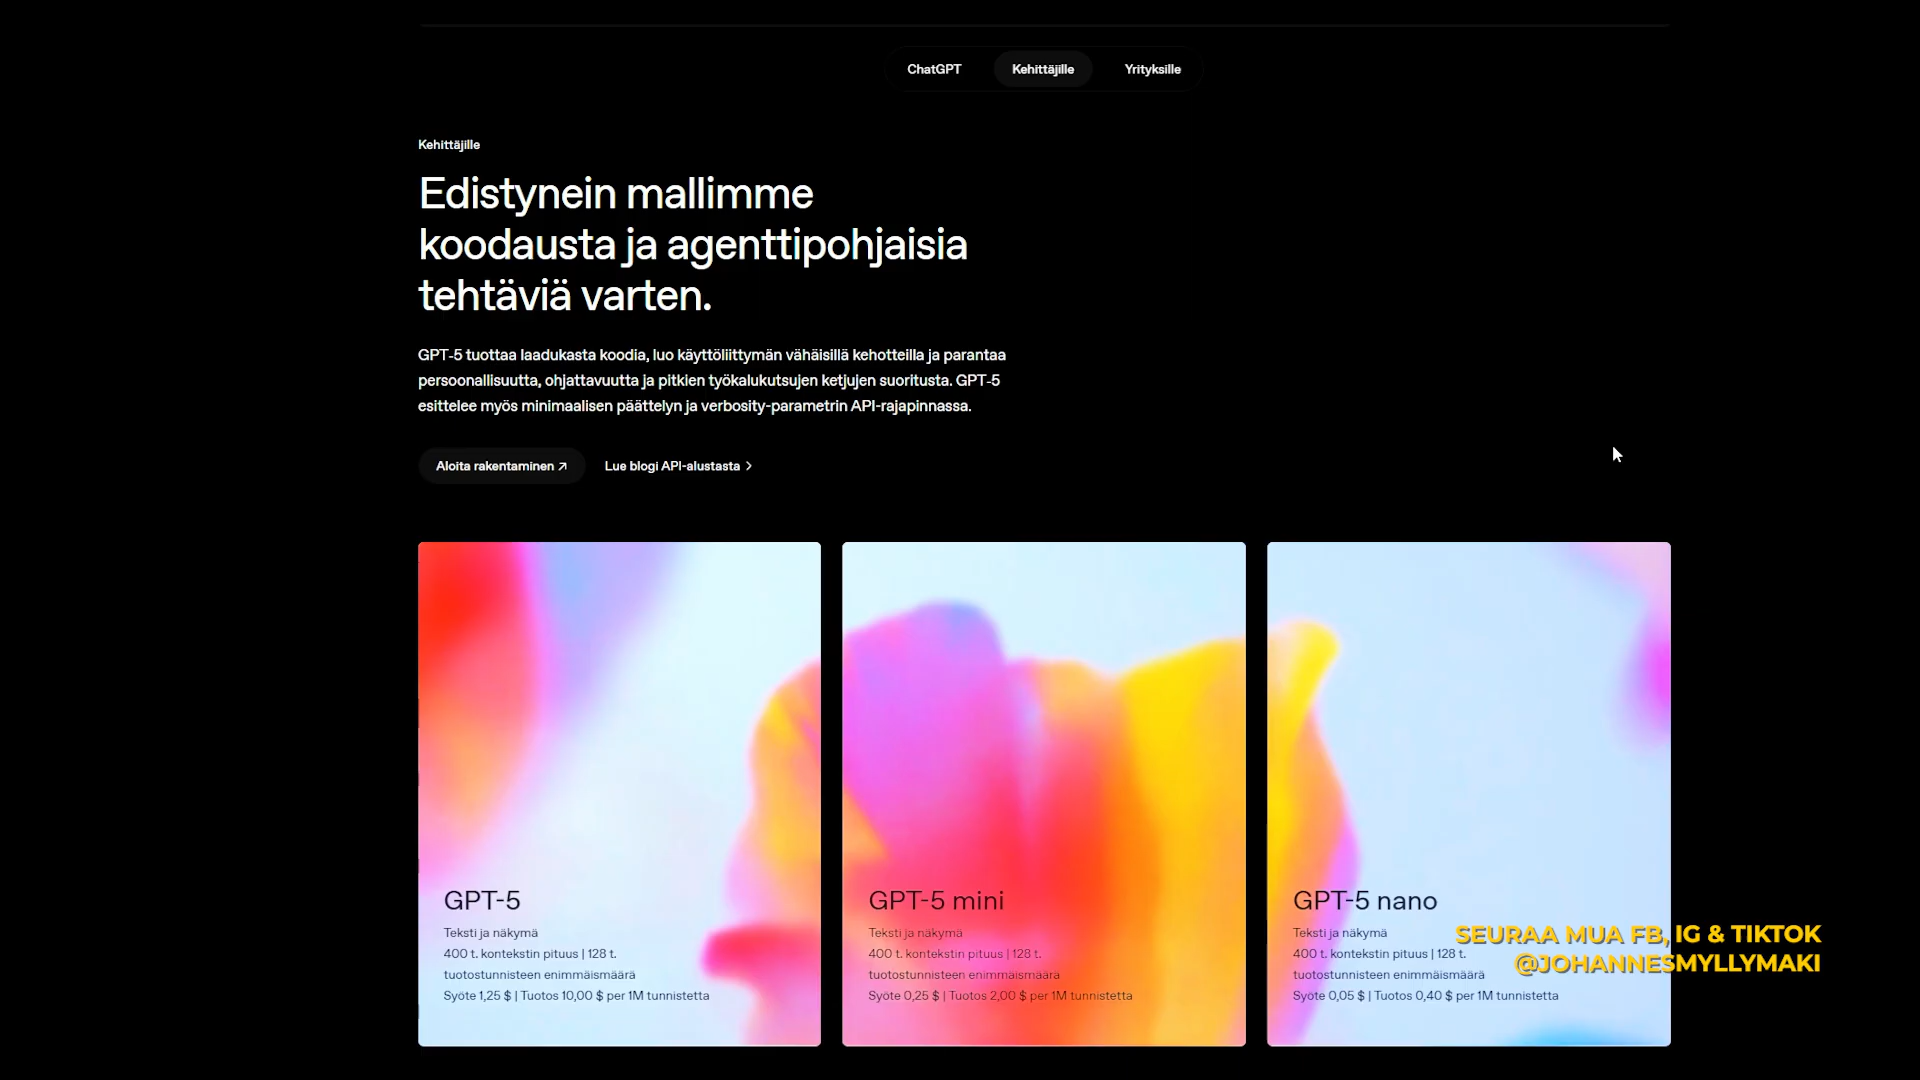 ChatGPT
Kehittäjille
Yrityksille
Kehittäjille
Edistynein mallimme
koodausta ja agenttipohjaisia
tehtäviä varten.
GPT-5 tuottaa laadukasta koodia, luo käyttöliittymän vähäisillä kehotteilla ja parantaa
persoonallisuutta, ohjattavuutta ja pitkien työkalukutsujen ketjujen suoritusta. GPT-5
esittelee myös minimaalisen päättelyn ja verbosity-parametrin API-rajapinnassa.
Aloita rakentaminen ↗
Lue blogi API-alustasta >
GPT-5
Teksti ja näkymä
400 t. kontekstin pituus | 128 t.
tuotostunnisteen enimmäismäärä
Syöte 1,25 $ | Tuotos 10,00 $ per 1M tunnistetta
GPT-5 mini
Teksti ja näkymä
400 t. kontekstin pituus | 128 t.
tuotostunnisteen enimmäismäärä
Syöte 0,25 $ | Tuotos 2,00 $ per 1M tunnistetta
GPT-5 nano
Teksti ja näkymä
400 t. kontekstin pituus | 128 t.
tuotostunnisteen enimmäismäärä
Syöte 0,05 $ | Tuotos 0,40 $ per 1M tunnistetta
SEURAA MUA FB, IG & TIKTOK
@JOHANNESMYLLYMAKI